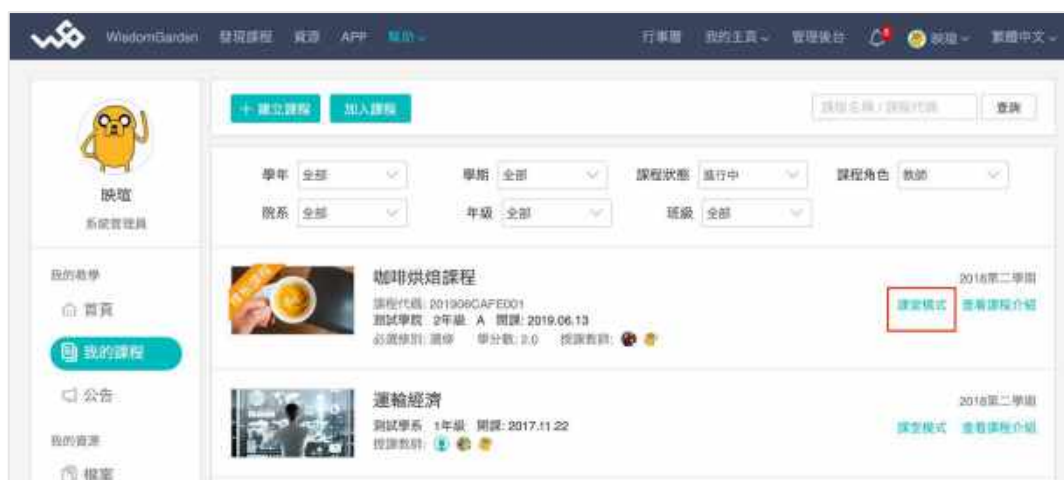 WisdomGarden 發現課程 資源 APP 幫助 行事曆 我的主頁 管理後台 映瑄 繁體中文
+ 建立課程 加入課程 課程名稱 / 課程代碼 查詢
映瑄
系統管理員
學年 全部 學期 全部 課程狀態 進行中 課程角色 教師
院系 全部 年級 全部 班級 全部
我的教學
首頁
我的課程
公告
我的資源
檔案
咖啡烘焙課程
2018第二學期
課程代碼: 201906CAFE001
課堂模式 查看課程介紹
測試學院 2年級 A 開課: 2019.06.13
必選修別: 選修 學分數: 2.0 授課教師:
運輸經濟
2018第二學期
測試學系 1年級 開課: 2017.11.22
課堂模式 查看課程介紹
授課教師: